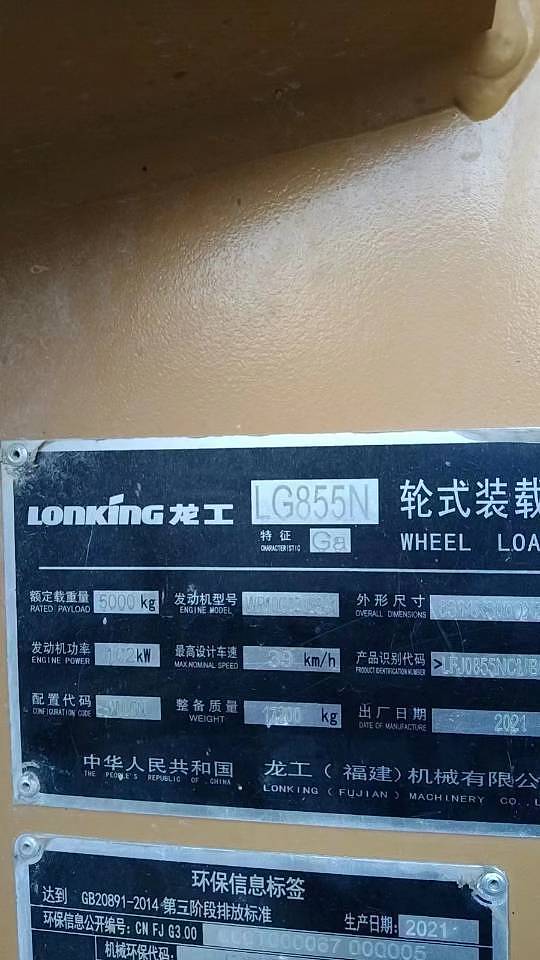 LONKING 龙工 LG855N 轮式装载
特征 Ga WHEEL LOA
CHARACTERISTIC
额定载重量 5000 kg 发动机型号 外形尺寸
RATED PAYLOAD ENGINE MODEL OVERALL DIMENSIONS
发动机功率 kW 最高设计车速 39 km/h 产品识别代码
ENGINE POWER MAX.NOMINAL SPEED PRODUCT IDENTIFICATION NUMBER
配置代码 整备质量 kg 出厂日期 2021
CONFIGURATION CODE WEIGHT DATE OF MANUFACTURE
中华人民共和国 龙工(福建)机械有限公
THE PEOPLE'S REPUBLIC OF CHINA LONKING (FUJIAN) MACHINERY CO., L
环保信息标签
达到 GB20891-2014 第三阶段排放标准
环保信息公开编号: CN FJ G3 00 000005 生产日期: 2021
机械环保代码: